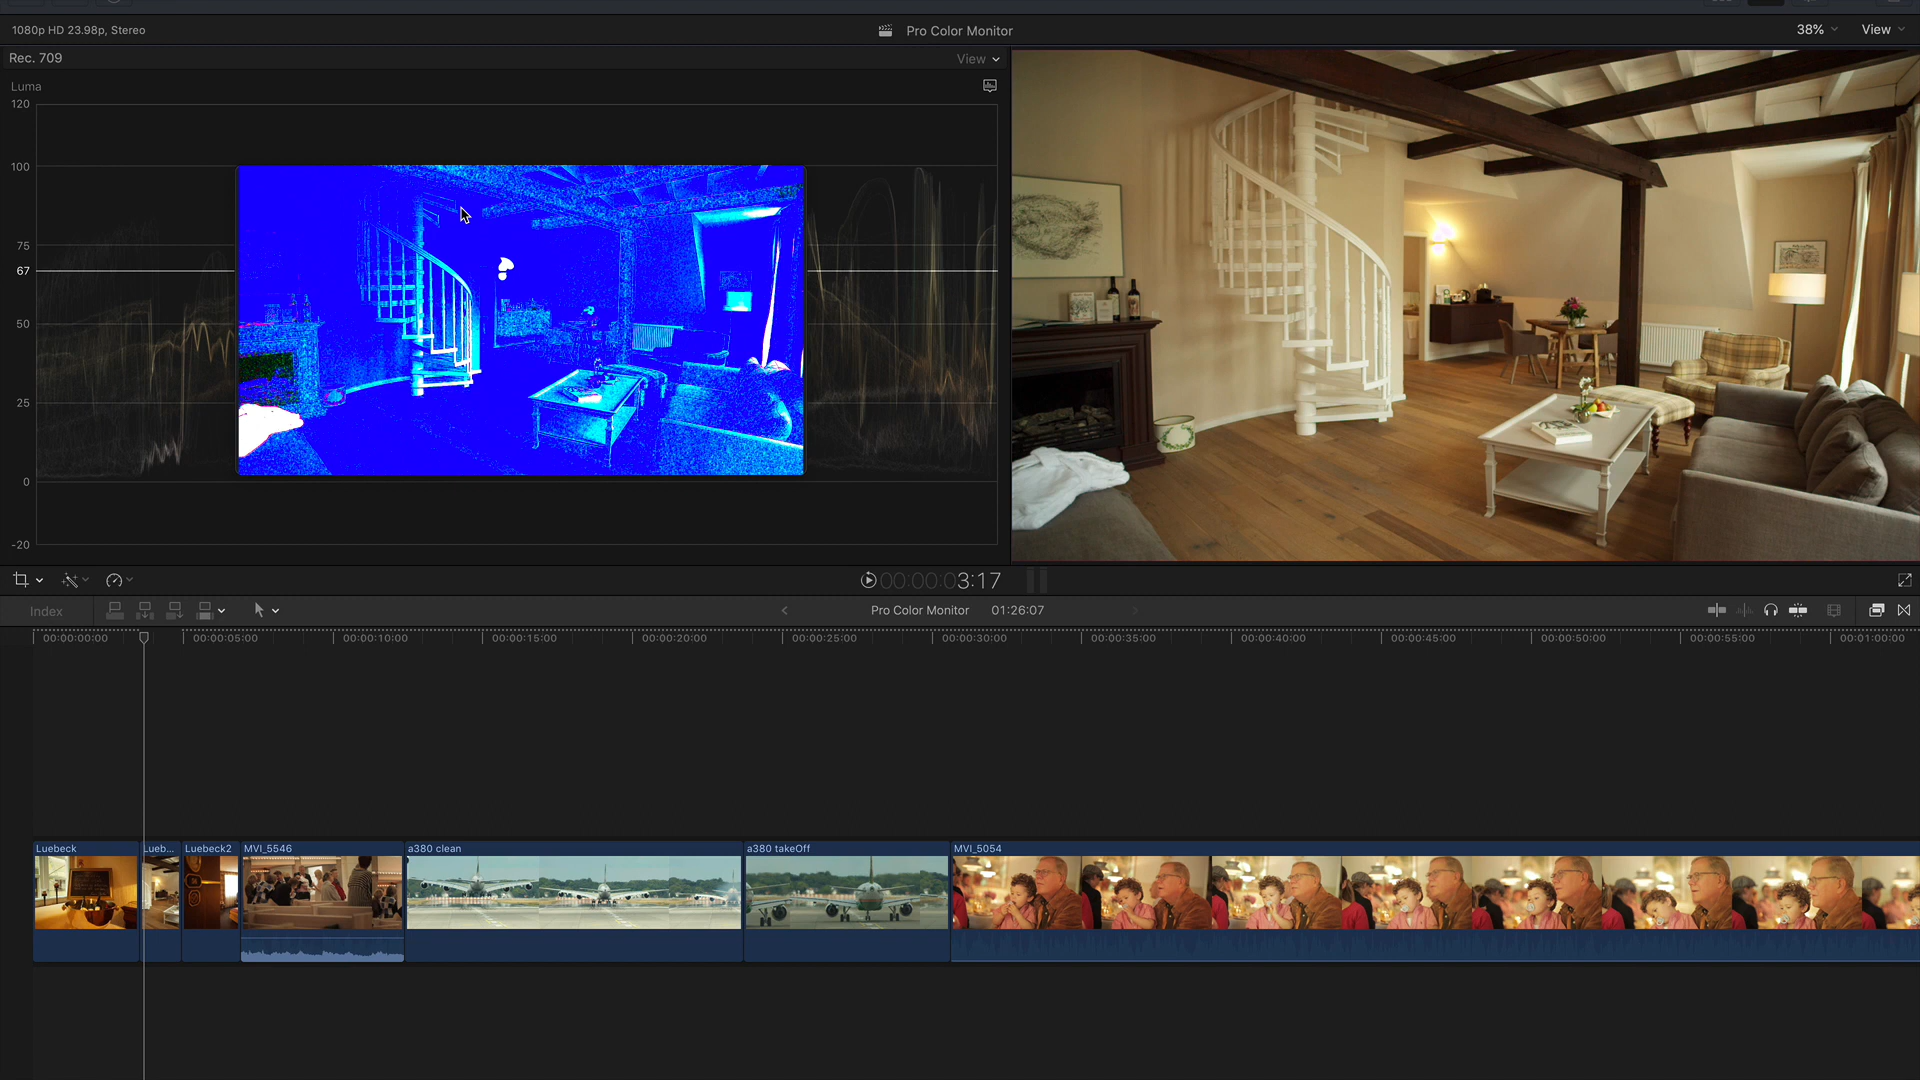 1080p HD 23.98p, Stereo
Pro Color Monitor
38%
View
Rec. 709
View
Luma
120
100
75
67
50
25
0
-20
00:00:03:17
Index
Pro Color Monitor
01:26:07
00:00:00:00
00:00:05:00
00:00:10:00
00:00:15:00
00:00:20:00
00:00:25:00
00:00:30:00
00:00:35:00
00:00:40:00
00:00:45:00
00:00:50:00
00:00:55:00
00:01:00:00
Luebeck
Lueb...
Luebeck2
MVI_5546
a380 clean
a380 takeOff
MVI_5054